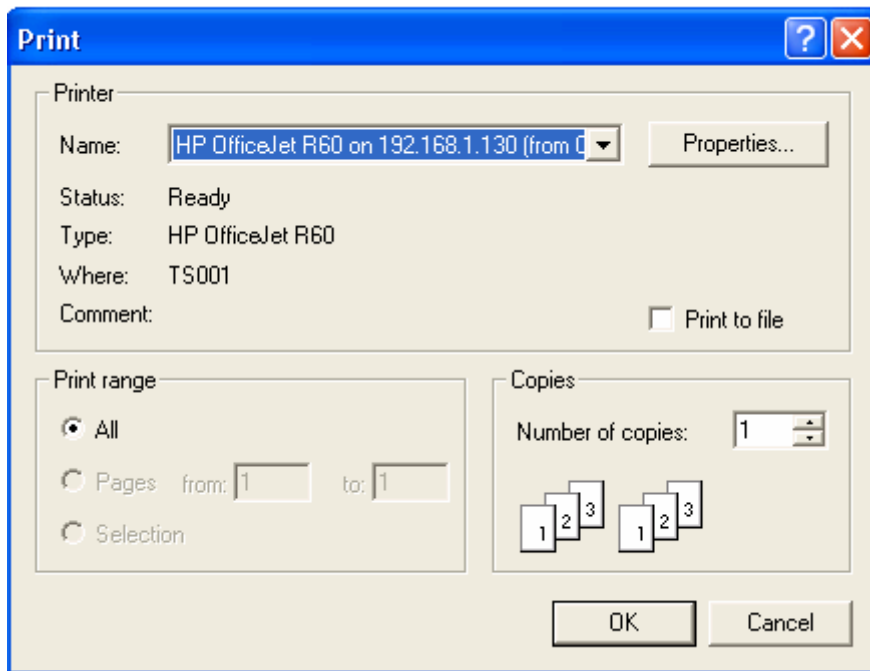 Print
Printer
Name: HP OfficeJet R60 on 192.168.1.130 (from Properties...
Status: Ready
Type: HP OfficeJet R60
Where: TS001
Comment: Print to file
Print range
All
Pages from: 1 to: 1
Selection
Copies
Number of copies: 1
1 2 3 1 2 3
OK Cancel